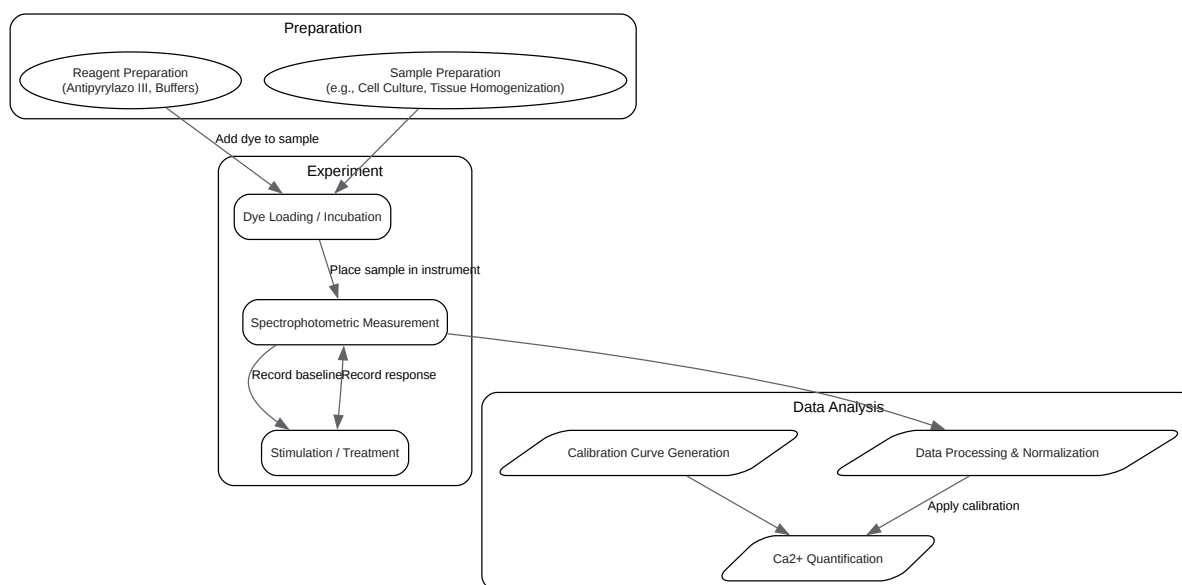 Preparation
Reagent Preparation
(Antipyrylazo III, Buffers)
Sample Preparation
(e.g., Cell Culture, Tissue Homogenization)
Add dye to sample
Experiment
Dye Loading / Incubation
Place sample in instrument
Spectrophotometric Measurement
Record baseline
Record response
Stimulation / Treatment
Data Analysis
Calibration Curve Generation
Data Processing & Normalization
Apply calibration
Ca2+ Quantification